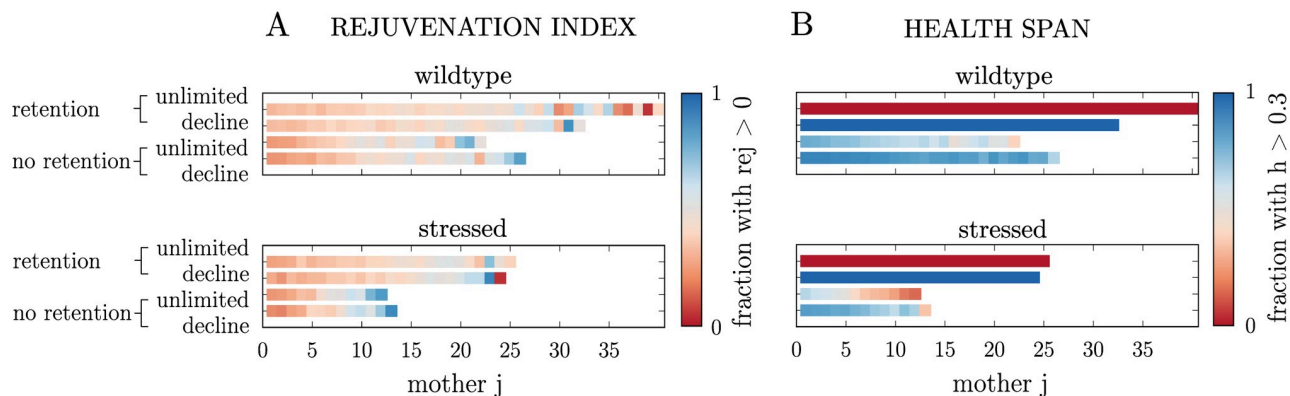 A REJUVENATION INDEX
wildtype
retention
unlimited
decline
no retention
unlimited
decline
stressed
retention
unlimited
decline
no retention
unlimited
decline
0 5 10 15 20 25 30 35
mother j
1
0
fraction with rej > 0
B HEALTH SPAN
wildtype
stressed
0 5 10 15 20 25 30 35
mother j
1
0
fraction with h > 0.3